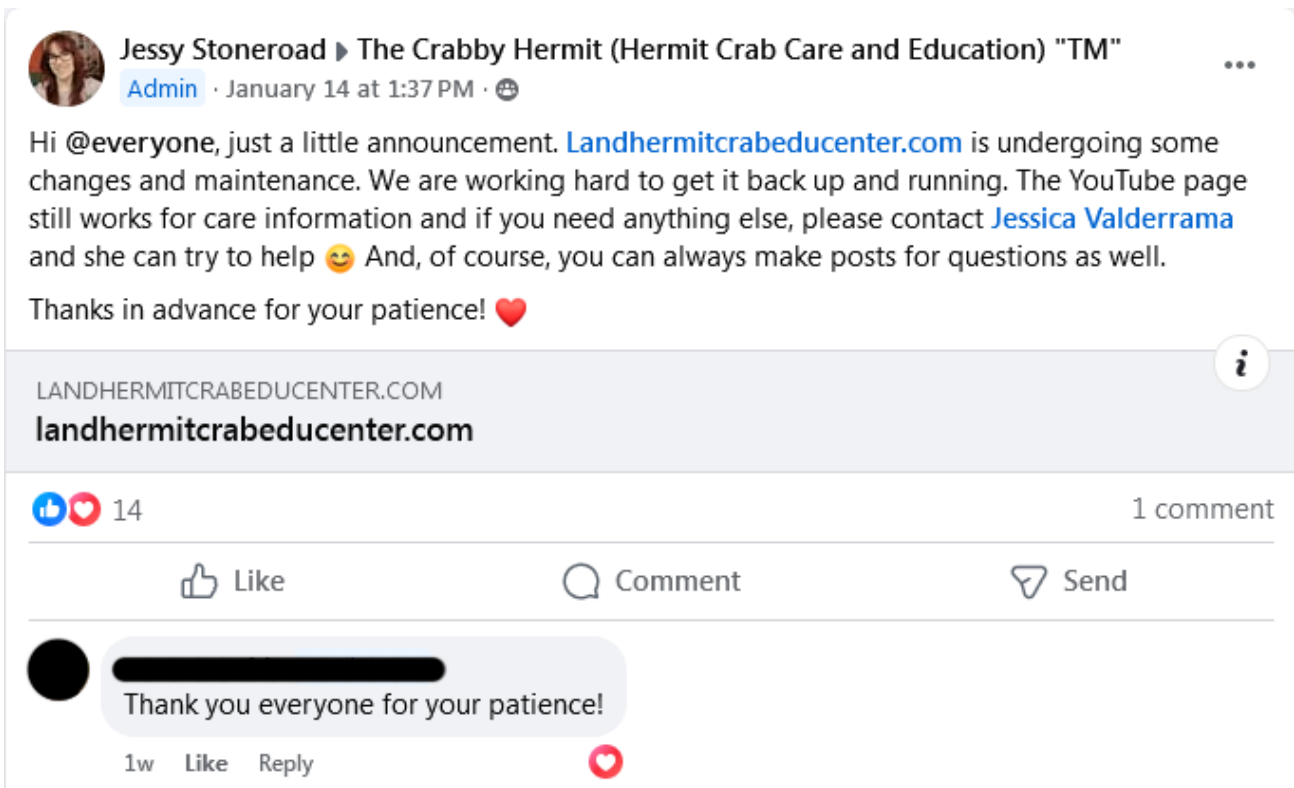 Jessy Stoneroad ▸ The Crabby Hermit (Hermit Crab Care and Education) "TM"
Admin · January 14 at 1:37 PM ·
Hi @everyone, just a little announcement. Landhermitcrabeducenter.com is undergoing some
changes and maintenance. We are working hard to get it back up and running. The YouTube page
still works for care information and if you need anything else, please contact Jessica Valderrama
and she can try to help 😊 And, of course, you can always make posts for questions as well.
Thanks in advance for your patience! ❤️
LANDHERMITCRABEDUCENTER.COM
landhermitcrabeducenter.com
14
1 comment
Like
Comment
Send
Thank you everyone for your patience!
1w Like Reply